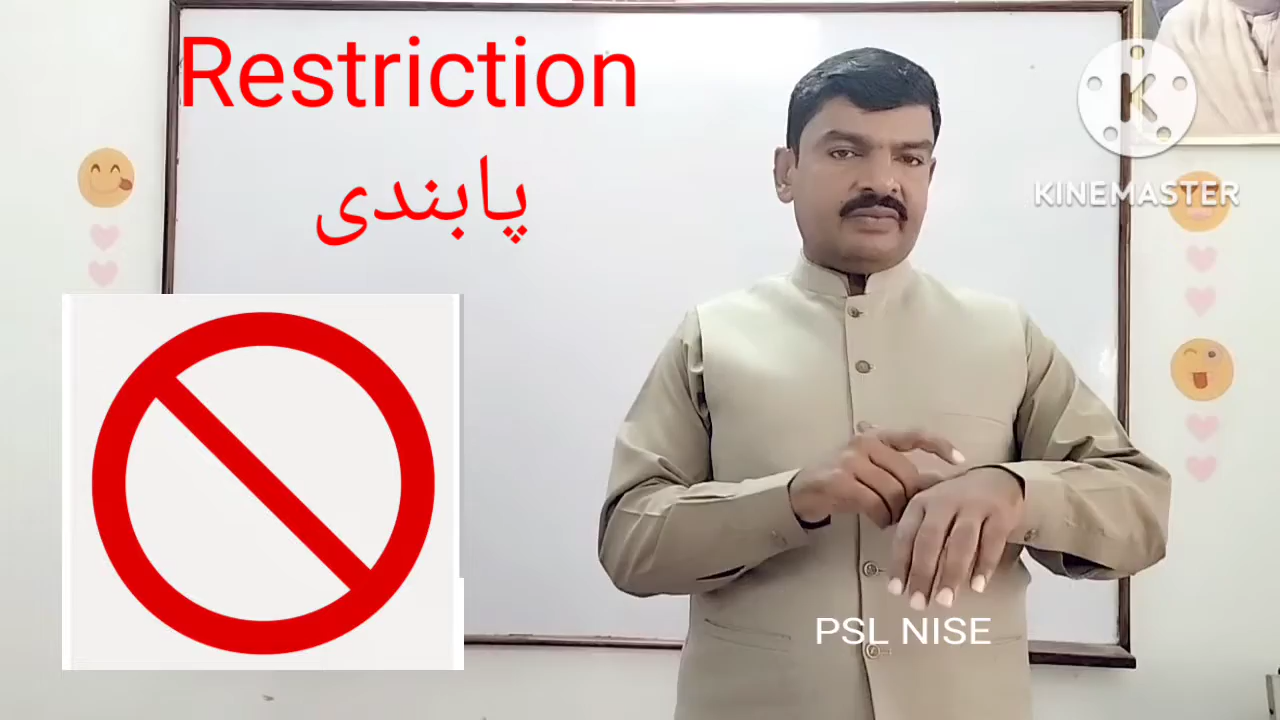 Restriction
پابندی
K
KINEMASTER
PSL NISE